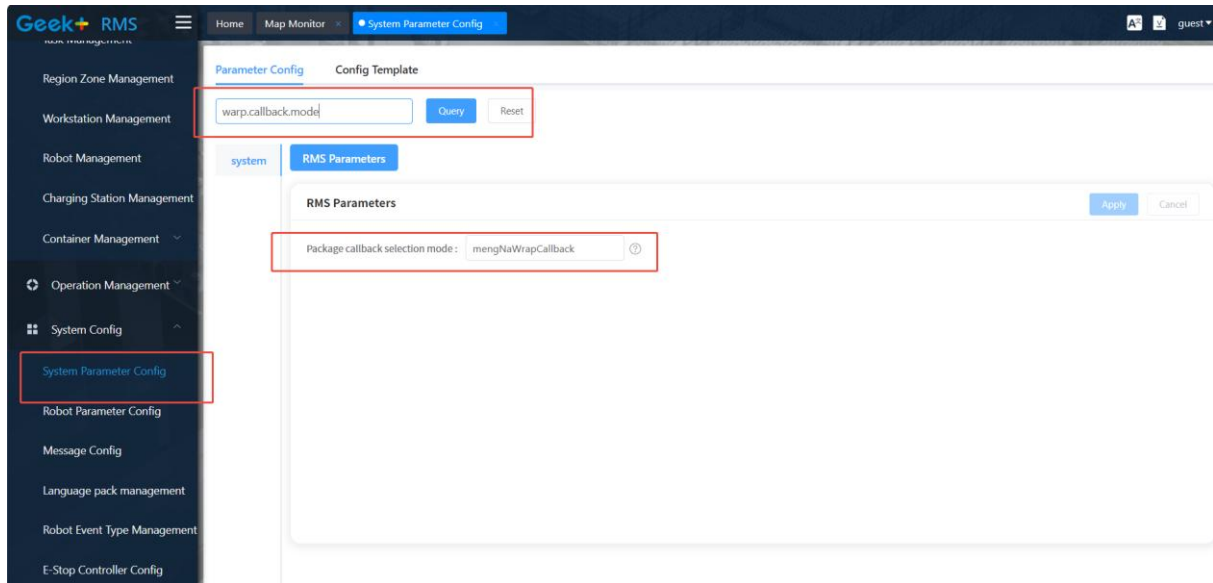 Geek+ RMS
Home
Map Monitor ×
System Parameter Config ×
guest
Task Management
Region Zone Management
Workstation Management
Robot Management
Charging Station Management
Container Management
Operation Management
System Config
System Parameter Config
Robot Parameter Config
Message Config
Language pack management
Robot Event Type Management
E-Stop Controller Config
Parameter Config
Config Template
warp.callback.mode
Query
Reset
system
RMS Parameters
RMS Parameters
Apply
Cancel
Package callback selection mode :
mengNaWrapCallback
?